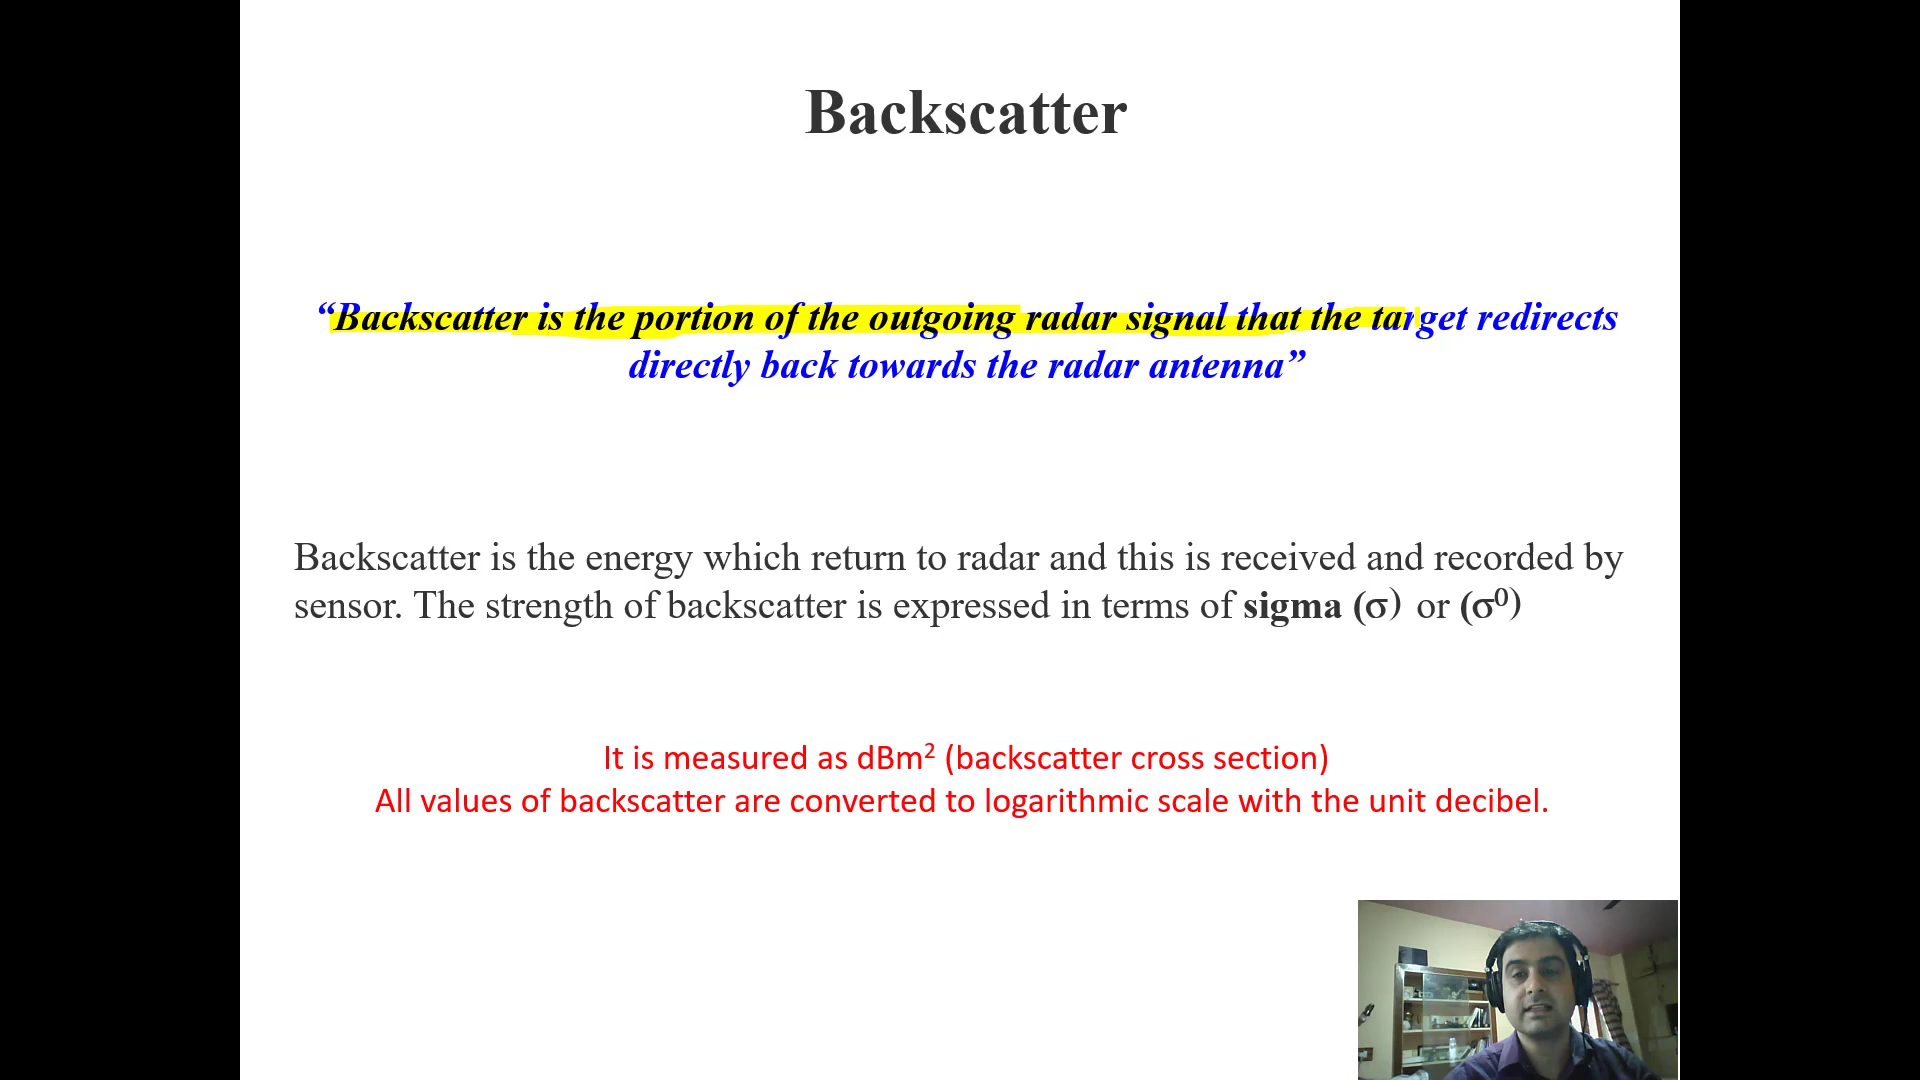 Backscatter
“Backscatter is the portion of the outgoing radar signal that the target redirects
directly back towards the radar antenna”
Backscatter is the energy which return to radar and this is received and recorded by
sensor. The strength of backscatter is expressed in terms of sigma (σ) or (σ⁰)
It is measured as dBm² (backscatter cross section)
All values of backscatter are converted to logarithmic scale with the unit decibel.